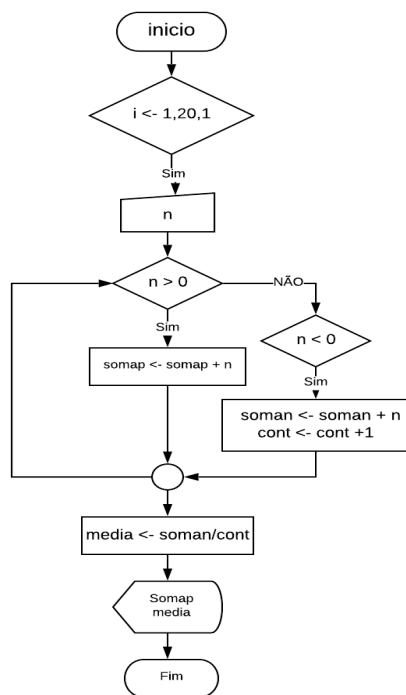 inicio
i <- 1,20,1
Sim
n
n > 0
NÃO
Sim
n < 0
somap <- somap + n
Sim
soman <- soman + n
cont <- cont +1
media <- soman/cont
Somap
media
Fim